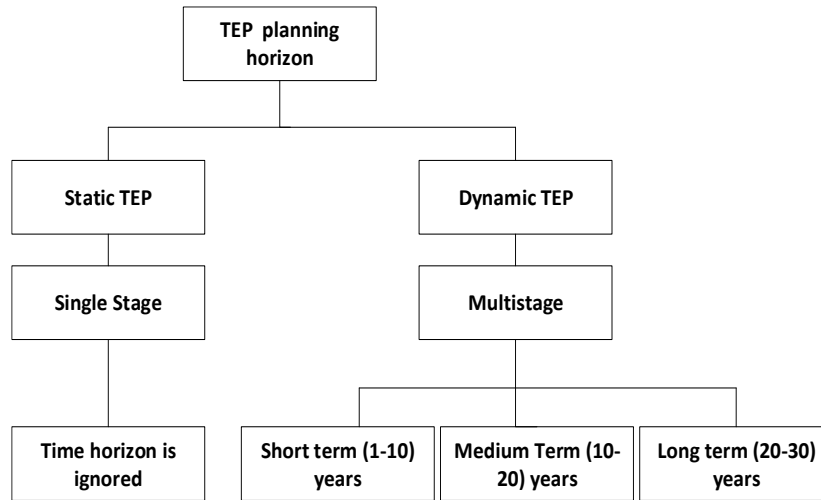 TEP planning
horizon
Static TEP
Dynamic TEP
Single Stage
Multistage
Time horizon is
ignored
Short term (1-10)
years
Medium Term (10-
20) years
Long term (20-30)
years